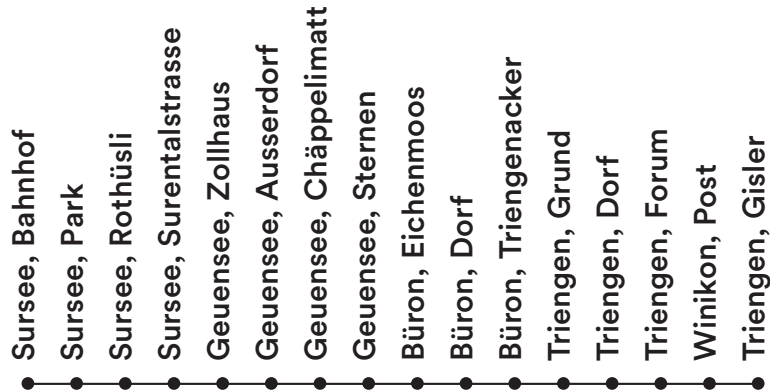 Sursee, Bahnhof
Sursee, Park
Sursee, Rothüsli
Sursee, Surentalstrasse
Geuensee, Zollhaus
Geuensee, Ausserdorf
Geuensee, Chäppelimatt
Geuensee, Sternen
Büron, Eichenmoos
Büron, Dorf
Büron, Triengenacker
Triengen, Grund
Triengen, Dorf
Triengen, Forum
Winikon, Post
Triengen, Gisler